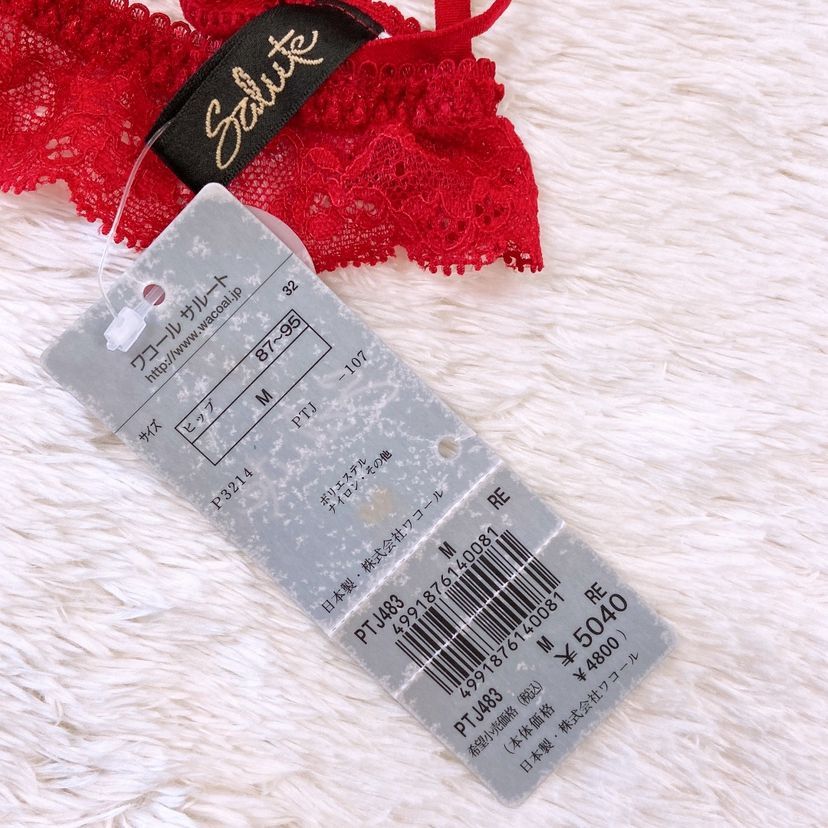 Salute
ワコール サルート
http://www.wacoal.jp
32
サイズ
ヒップ 87~95
M
P3214 PTJ -107
ポリエステル
ナイロン・その他
日本製・株式会社ワコール
PTJ483 M RE
4991876140081
4991876140081
PTJ483 M RE
希望小売価格(税込) ¥5040
(本体価格 ¥4800)
日本製・株式会社ワコール